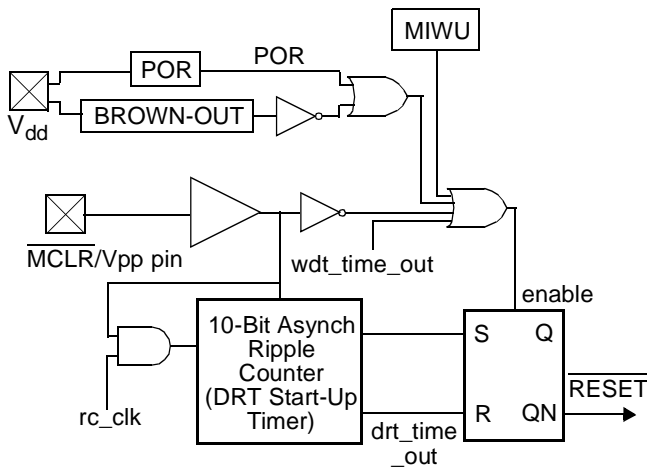 MIWU
POR
POR
BROWN-OUT
Vdd
MCLR/Vpp pin
wdt_time_out
enable
10-Bit Asynch
Ripple
Counter
(DRT Start-Up
Timer)
S
Q
R
QN
RESET
rc_clk
drt_time
_out